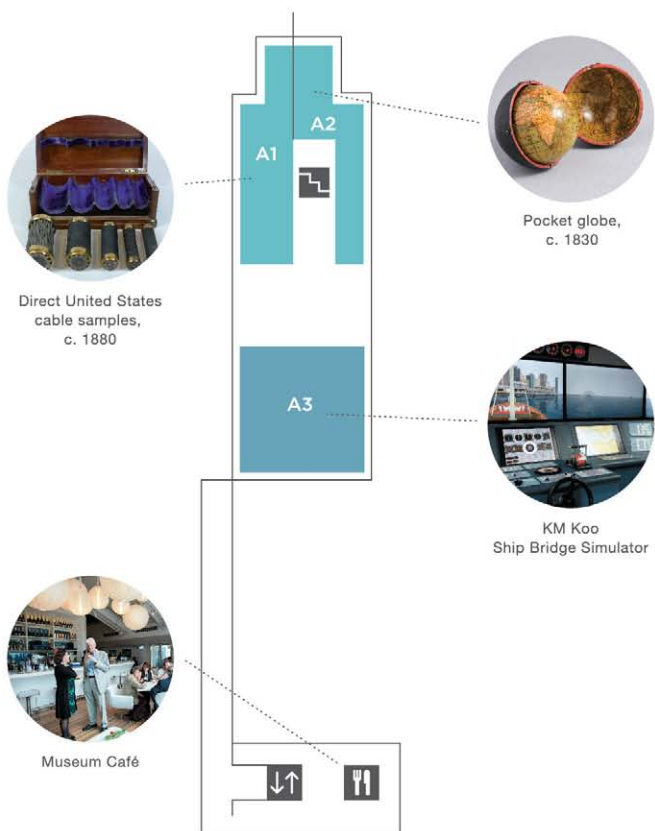 A1
A2
Direct United States
cable samples,
c. 1880
Pocket globe,
c. 1830
A3
KM Koo
Ship Bridge Simulator
Museum Café